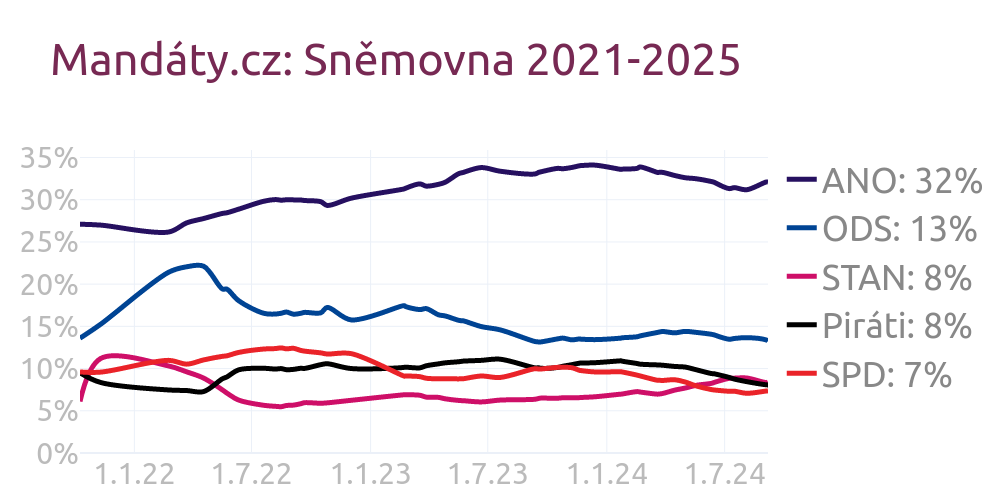 Mandáty.cz: Sněmovna 2021-2025
35%
30%
25%
20%
15%
10%
5%
0%
1.1.22 1.7.22 1.1.23 1.7.23 1.1.24 1.7.24
ANO: 32%
ODS: 13%
STAN: 8%
Piráti: 8%
SPD: 7%